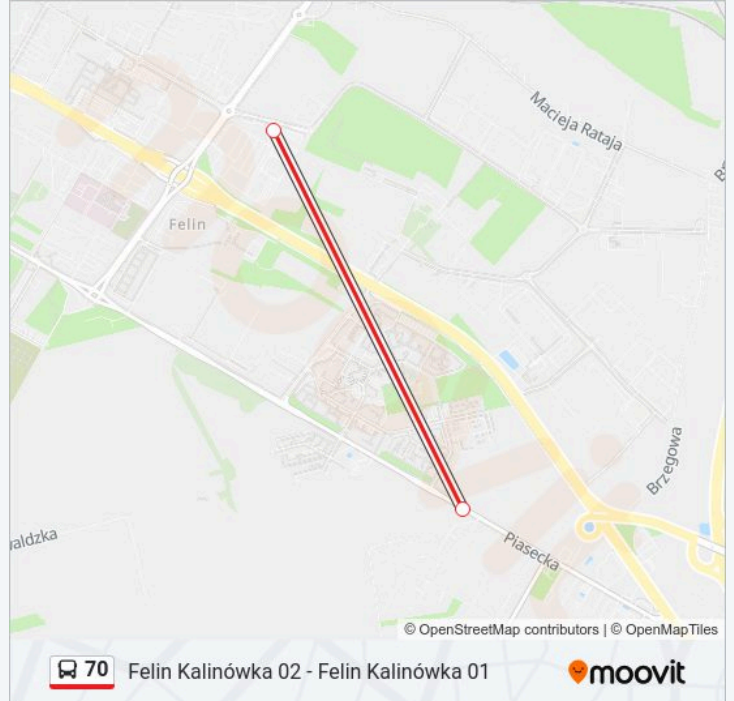 Macieja Rataja
Felin
Brzegowa
waldzka
Piasecka
© OpenStreetMap contributors | © OpenMapTiles
70 Felin Kalinówka 02 - Felin Kalinówka 01
moovit